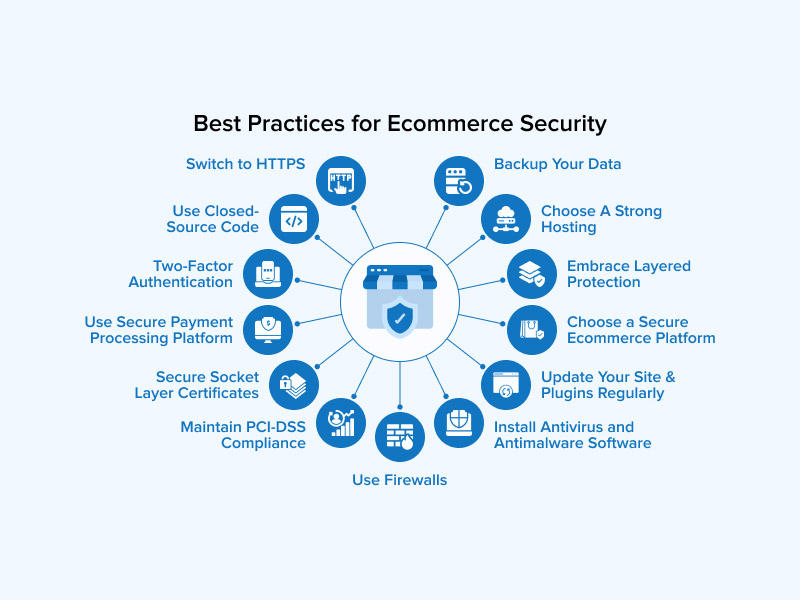 Best Practices for Ecommerce Security
Switch to HTTPS
HTTP
Use Closed-
Source Code
Two-Factor
Authentication
Use Secure Payment
Processing Platform
Secure Socket
Layer Certificates
Maintain PCI-DSS
Compliance
Use Firewalls
Backup Your Data
Choose A Strong
Hosting
Embrace Layered
Protection
Choose a Secure
Ecommerce Platform
Update Your Site &
Plugins Regularly
Install Antivirus and
Antimalware Software